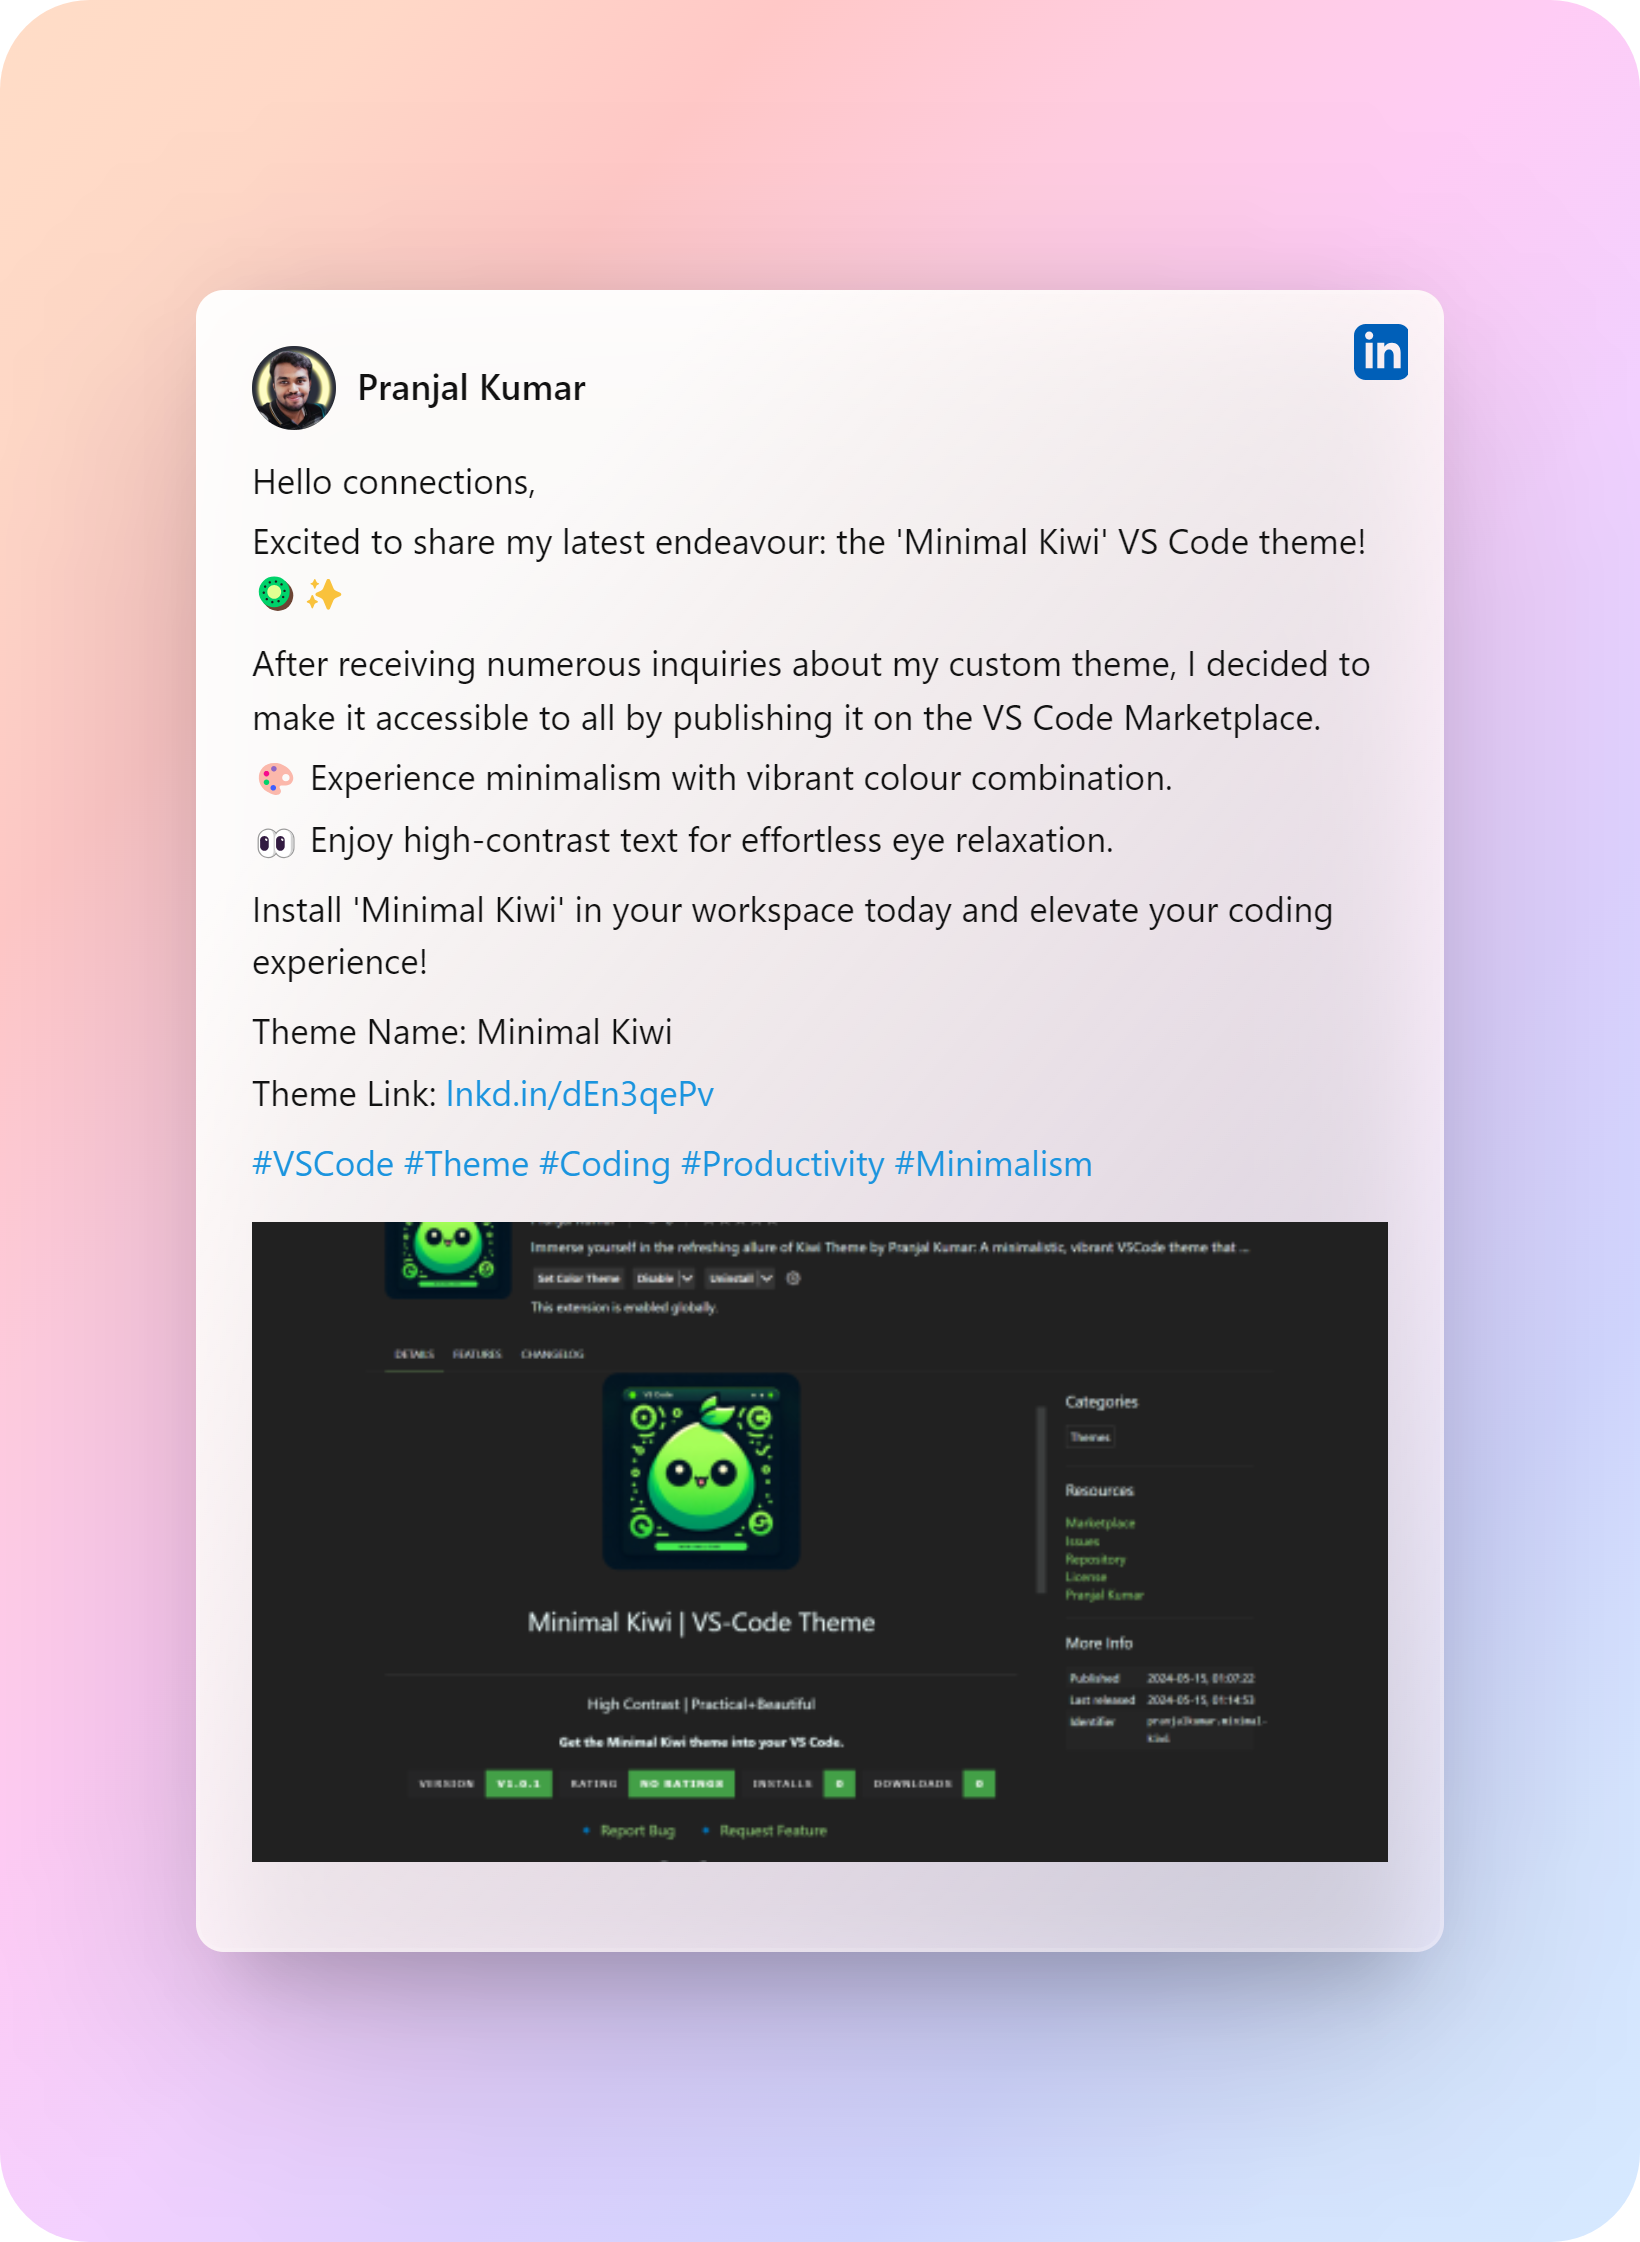 in
Pranjal Kumar
Hello connections,
Excited to share my latest endeavour: the 'Minimal Kiwi' VS Code theme!
🥝 ✨
After receiving numerous inquiries about my custom theme, I decided to
make it accessible to all by publishing it on the VS Code Marketplace.
🎨 Experience minimalism with vibrant colour combination.
👀 Enjoy high-contrast text for effortless eye relaxation.
Install 'Minimal Kiwi' in your workspace today and elevate your coding
experience!
Theme Name: Minimal Kiwi
Theme Link: lnkd.in/dEn3qePv
#VSCode #Theme #Coding #Productivity #Minimalism
Immerse yourself in the refreshing allure of Kiwi Theme by Pranjal Kumar: A minimalistic, vibrant VSCode theme that ...
Set Color Theme Disable Uninstall
This extension is enabled globally.
DETAILS FEATURES CHANGELOG
VS Code
Categories
Themes
Resources
Marketplace
Issues
Repository
License
Pranjal Kumar
Minimal Kiwi | VS-Code Theme
More Info
Published 2024-05-15, 01:07:22
Last released 2024-05-15, 01:14:53
Identifier pranjalkumar.minimal-
kiwi
High Contrast | Practical+Beautiful
Get the Minimal Kiwi theme into your VS Code.
VERSION V1.0.1 RATING NO RATINGS INSTALLS 0 DOWNLOADS 0
Report Bug Request Feature